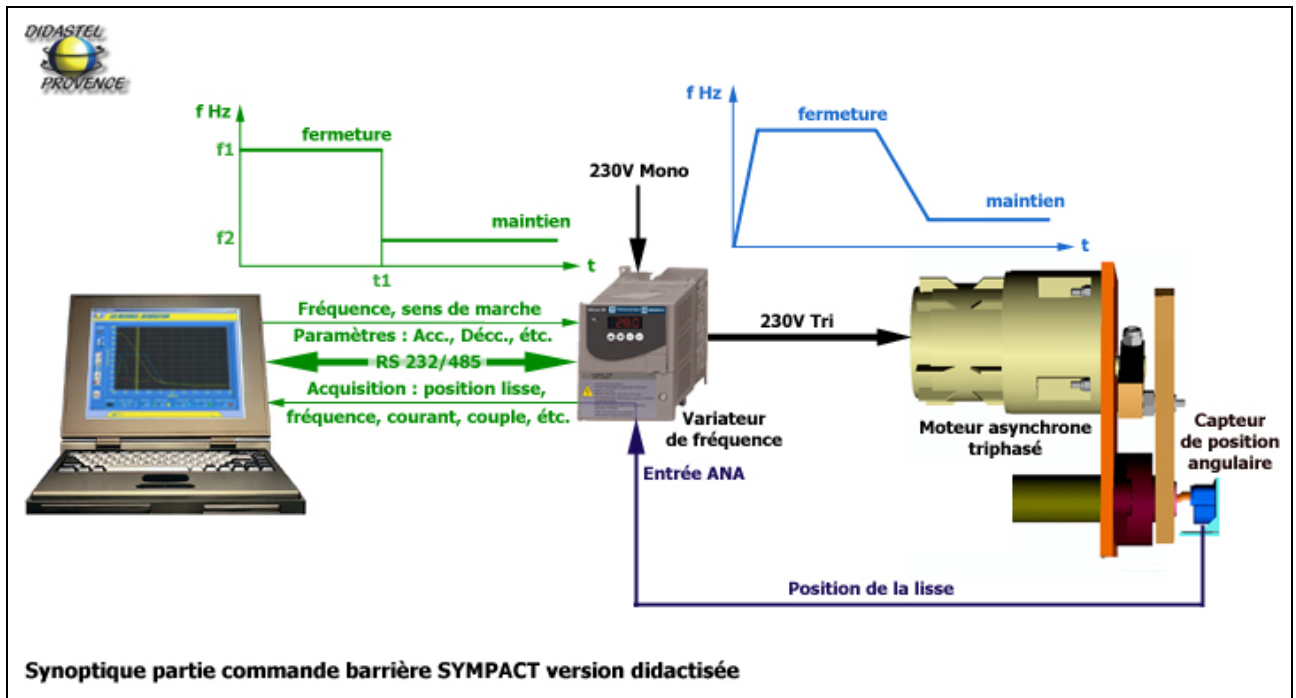 DIDASTEL
PROVENCE
f Hz
fermeture
f1
maintien
f2
t
t1
230V Mono
f Hz
fermeture
maintien
t
Fréquence, sens de marche
Paramètres : Acc., Décc., étc.
RS 232/485
Acquisition : position lisse,
fréquence, courant, couple, étc.
230V Tri
Variateur
de fréquence
Moteur asynchrone
triphasé
Capteur
de position
angulaire
Entrée ANA
Position de la lisse
Synoptique partie commande barrière SYMPACT version didactisée